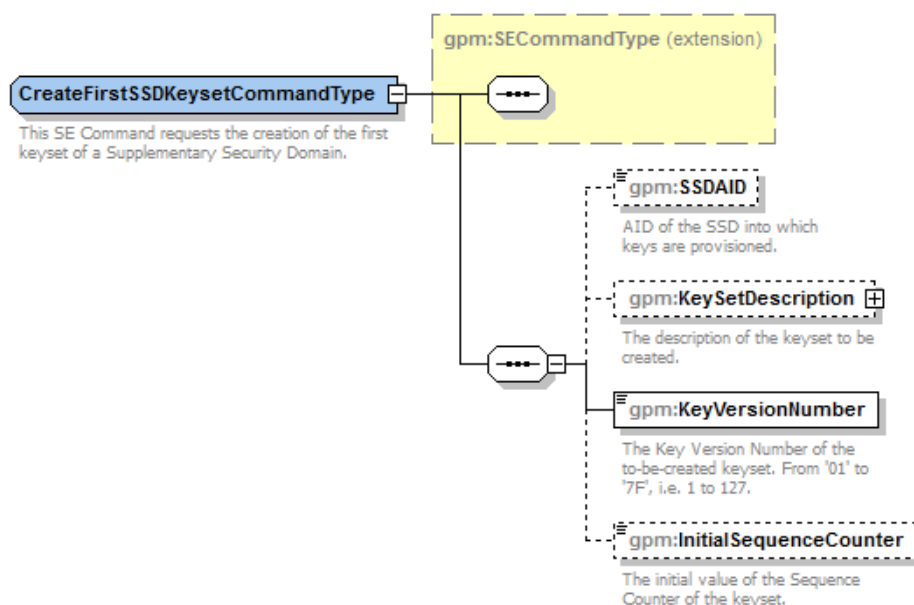 gpm:SECommandType (extension)
CreateFirstSSDKeysetCommandType
This SE Command requests the creation of the first
keyset of a Supplementary Security Domain.
gpm:SSDAID
AID of the SSD into which
keys are provisioned.
gpm:KeySetDescription
The description of the keyset to be
created.
gpm:KeyVersionNumber
The Key Version Number of the
to-be-created keyset. From '01' to
'7F', i.e. 1 to 127.
gpm:InitialSequenceCounter
The initial value of the Sequence
Counter of the keyset.